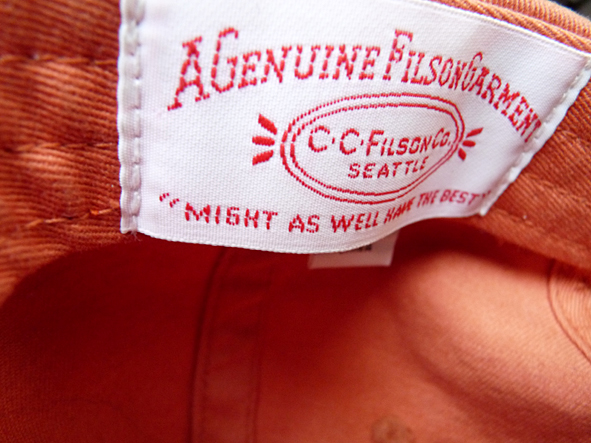 A GENUINE FILSON GARMENT
C·C·FILSON CO.
SEATTLE
"MIGHT AS WELL HAVE THE BEST"